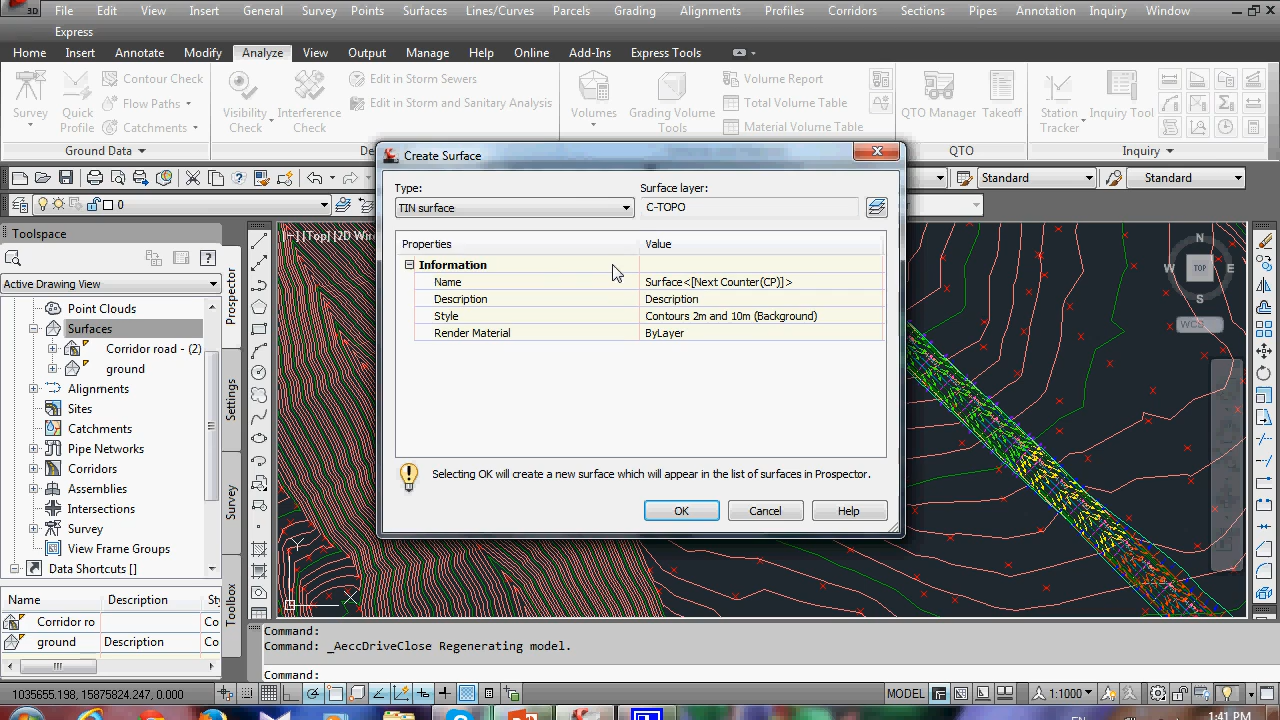 3D File Edit View Insert General Survey Points Surfaces Lines/Curves Parcels Grading Alignments Profiles Corridors Sections Pipes Annotation Inquiry Window
Express
Home Insert Annotate Modify Analyze View Output Manage Help Online Add-Ins Express Tools
Contour Check Edit in Storm Sewers Volume Report
Flow Paths Edit in Storm and Sanitary Analysis Total Volume Table
Catchments Material Volume Table
Survey Quick Profile Visibility Check Interference Check Volumes Grading Volume Tools QTO Manager Takeoff Station Tracker Inquiry Tool
Ground Data De QTO Inquiry
Standard Standard
0
Toolspace
Active Drawing View
Point Clouds
Surfaces
Corridor road - (2)
ground
Alignments
Sites
Catchments
Pipe Networks
Corridors
Assemblies
Intersections
Survey
View Frame Groups
Data Shortcuts []
Prospector
Settings
Survey
Toolbox
Name Description Sty
Corridor ro Co
ground Description Co
[−][Top][2D Wir
Create Surface
Type: Surface layer:
TIN surface C-TOPO
Properties Value
Information
Name Surface<[Next Counter(CP)]>
Description Description
Style Contours 2m and 10m (Background)
Render Material ByLayer
Selecting OK will create a new surface which will appear in the list of surfaces in Prospector.
OK Cancel Help
N
W TOP E
S
WCS
Y
X
Command:
Command: _AeccDriveClose Regenerating model.
Command:
1035655.198, 15875824.247, 0.000 MODEL 1:1000
EN 1:41 PM